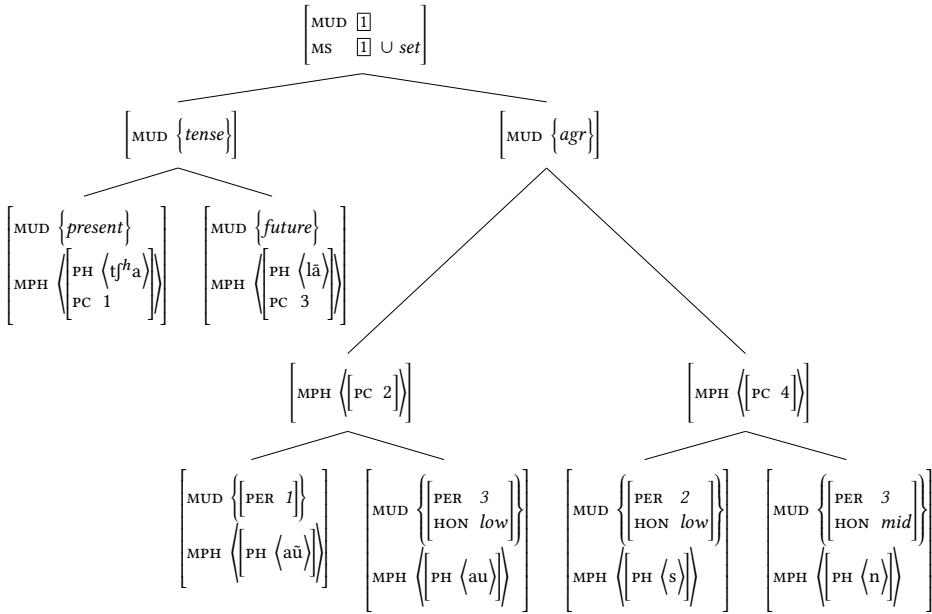 MUD 1
MS 1 ∪ set
MUD {tense}
MUD {agr}
MUD {present}
MPH ⟨[PH ⟨tʃʰa⟩
PC 1]⟩
MUD {future}
MPH ⟨[PH ⟨lā⟩
PC 3]⟩
MPH ⟨[PC 2]⟩
MPH ⟨[PC 4]⟩
MUD {[PER 1]}
MPH ⟨[PH ⟨aũ⟩]⟩
MUD {[PER 3
HON low]}
MPH ⟨[PH ⟨au⟩]⟩
MUD {[PER 2
HON low]}
MPH ⟨[PH ⟨s⟩]⟩
MUD {[PER 3
HON mid]}
MPH ⟨[PH ⟨n⟩]⟩